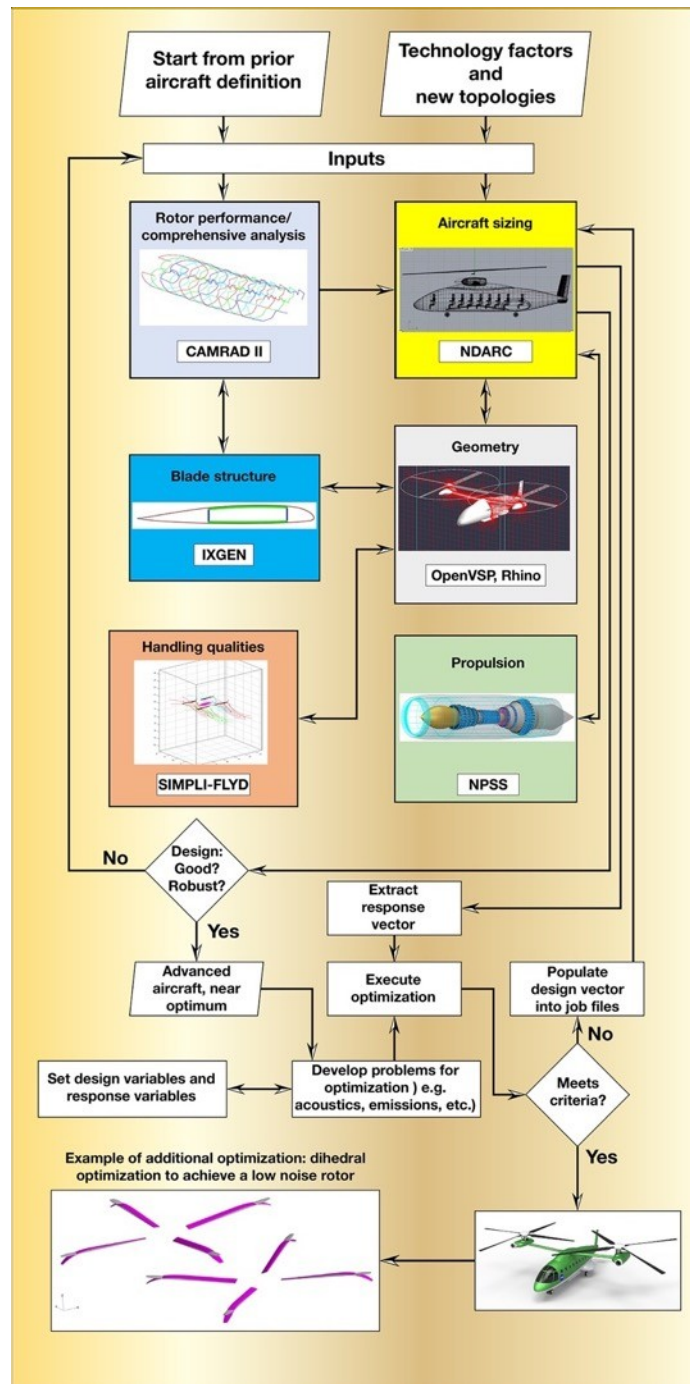 Start from prior
aircraft definition
Technology factors
and
new topologies
Inputs
Rotor performance/
comprehensive analysis
CAMRAD II
Aircraft sizing
NDARC
Blade structure
IXGEN
Geometry
OpenVSP, Rhino
Handling qualities
SIMPLI-FLYD
Propulsion
NPSS
No
Design:
Good?
Robust?
Yes
Extract
response
vector
Advanced
aircraft, near
optimum
Execute
optimization
Populate
design vector
into job files
No
Set design variables and
response variables
Develop problems for
optimization ) e.g.
acoustics, emissions, etc.)
Meets
criteria?
Yes
Example of additional optimization: dihedral
optimization to achieve a low noise rotor